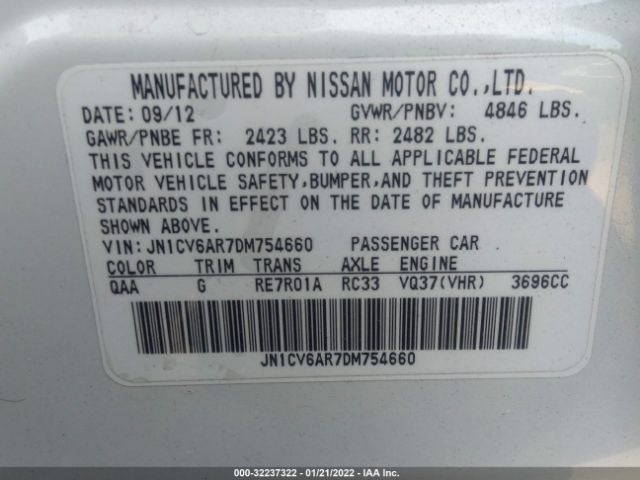 MANUFACTURED BY NISSAN MOTOR CO.,LTD.
DATE: 09/12 GVWR/PNBV: 4846 LBS.
GAWR/PNBE FR: 2423 LBS. RR: 2482 LBS.
THIS VEHICLE CONFORMS TO ALL APPLICABLE FEDERAL
MOTOR VEHICLE SAFETY,BUMPER,AND THEFT PREVENTION
STANDARDS IN EFFECT ON THE DATE OF MANUFACTURE
SHOWN ABOVE.
VIN:JN1CV6AR7DM754660 PASSENGER CAR
COLOR TRIM TRANS AXLE ENGINE
QAA G RE7R01A RC33 VQ37(VHR) 3696CC
JN1CV6AR7DM754660
000-32237322 - 01/21/2022 - IAA Inc.